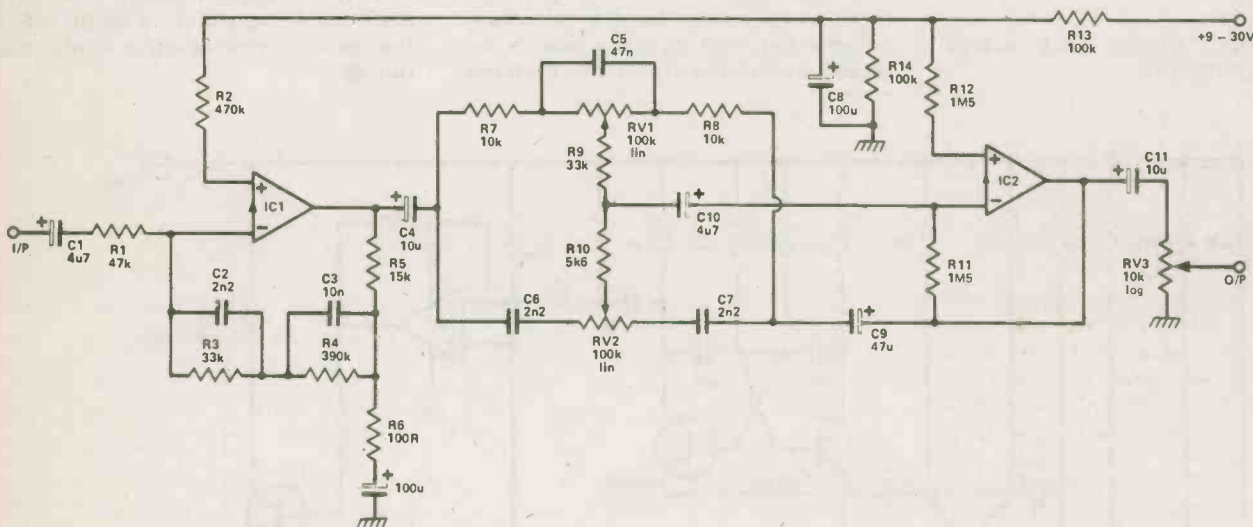 C5
47n
R13
100k
+9 – 30V
R2
470k
R7
10k
RV1
100k
lin
R8
10k
C8
100u
R14
100k
R12
1M5
R9
33k
+
IC1
–
+
IC2
–
C11
10u
I/P
C1
4u7
R1
47k
C4
10u
C10
4u7
R5
15k
R10
5k6
R11
1M5
RV3
10k
log
O/P
C2
2n2
C3
10n
C6
2n2
C7
2n2
R3
33k
R4
390k
RV2
100k
lin
C9
47u
R6
100R
100u